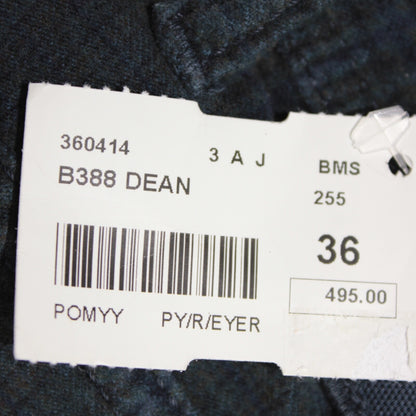 360414 3 A J BMS
B388 DEAN 255
36
495.00
POMYY PY/R/EYER